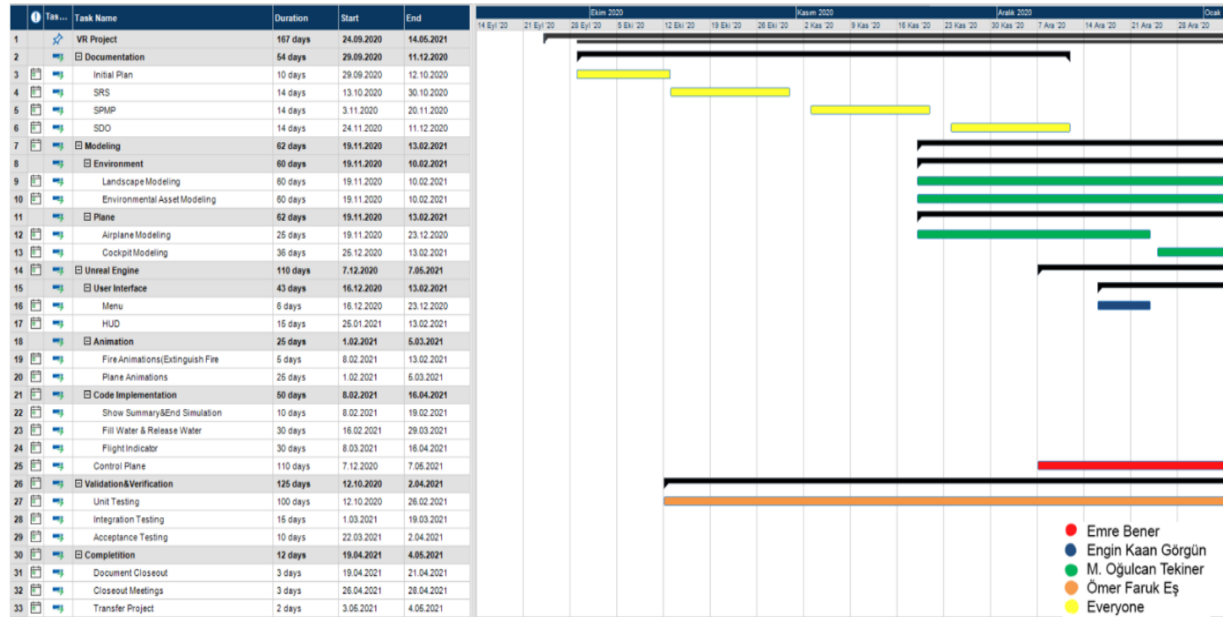 Tas... Task Name Duration Start End
Ekim 2020 Kasım 2020 Aralık 2020 Ocak
14 Eyl '20 21 Eyl '20 28 Eyl '20 5 Eki '20 12 Eki '20 19 Eki '20 26 Eki '20 2 Kas '20 9 Kas '20 16 Kas '20 23 Kas '20 30 Kas '20 7 Ara '20 14 Ara '20 21 Ara '20 28 Ara '20
1 VR Project 167 days 24.09.2020 14.05.2021
2 Documentation 54 days 29.09.2020 11.12.2020
3 Initial Plan 10 days 29.09.2020 12.10.2020
4 SRS 14 days 13.10.2020 30.10.2020
5 SPMP 14 days 3.11.2020 20.11.2020
6 SDO 14 days 24.11.2020 11.12.2020
7 Modeling 62 days 19.11.2020 13.02.2021
8 Environment 60 days 19.11.2020 10.02.2021
9 Landscape Modeling 60 days 19.11.2020 10.02.2021
10 Environmental Asset Modeling 60 days 19.11.2020 10.02.2021
11 Plane 62 days 19.11.2020 13.02.2021
12 Airplane Modeling 25 days 19.11.2020 23.12.2020
13 Cockpit Modeling 36 days 25.12.2020 13.02.2021
14 Unreal Engine 110 days 7.12.2020 7.05.2021
15 User Interface 43 days 16.12.2020 13.02.2021
16 Menu 6 days 16.12.2020 23.12.2020
17 HUD 15 days 25.01.2021 13.02.2021
18 Animation 25 days 1.02.2021 5.03.2021
19 Fire Animations(Extinguish Fire 5 days 8.02.2021 13.02.2021
20 Plane Animations 25 days 1.02.2021 5.03.2021
21 Code Implementation 50 days 8.02.2021 16.04.2021
22 Show Summary&End Simulation 10 days 8.02.2021 19.02.2021
23 Fill Water & Release Water 30 days 16.02.2021 29.03.2021
24 Flight Indicator 30 days 8.03.2021 16.04.2021
25 Control Plane 110 days 7.12.2020 7.05.2021
26 Validation&Verification 125 days 12.10.2020 2.04.2021
27 Unit Testing 100 days 12.10.2020 26.02.2021
28 Integration Testing 15 days 1.03.2021 19.03.2021
29 Acceptance Testing 10 days 22.03.2021 2.04.2021
30 Completition 12 days 19.04.2021 4.05.2021
31 Document Closeout 3 days 19.04.2021 21.04.2021
32 Closeout Meetings 3 days 26.04.2021 28.04.2021
33 Transfer Project 2 days 3.05.2021 4.05.2021
Emre Bener
Engin Kaan Görgün
M. Oğulcan Tekiner
Ömer Faruk Eş
Everyone